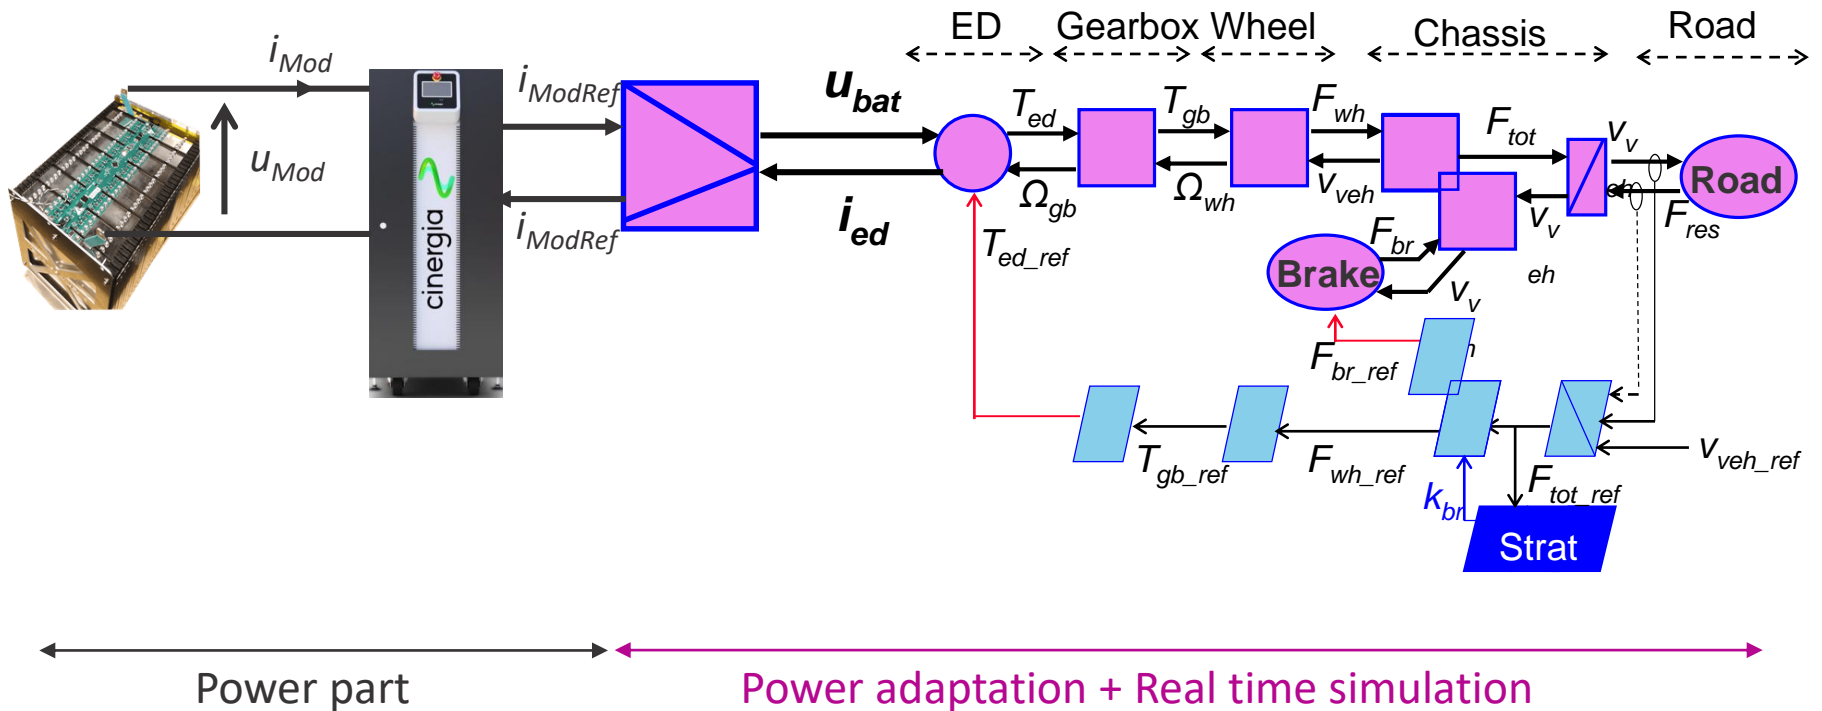 ED
Gearbox Wheel
Chassis
Road
i_Mod
u_Mod
cinergia
i_ModRef
i_ModRef
u_bat
i_ed
T_ed
Ω_gb
T_gb
Ω_wh
F_wh
v_veh
F_tot
v_v
eh
v_v
eh
Road
F_res
T_ed_ref
F_br
Brake
v_v
F_br_ref
T_gb_ref
F_wh_ref
k_br_
F_tot_ref
v_veh_ref
Strat
Power part
Power adaptation + Real time simulation